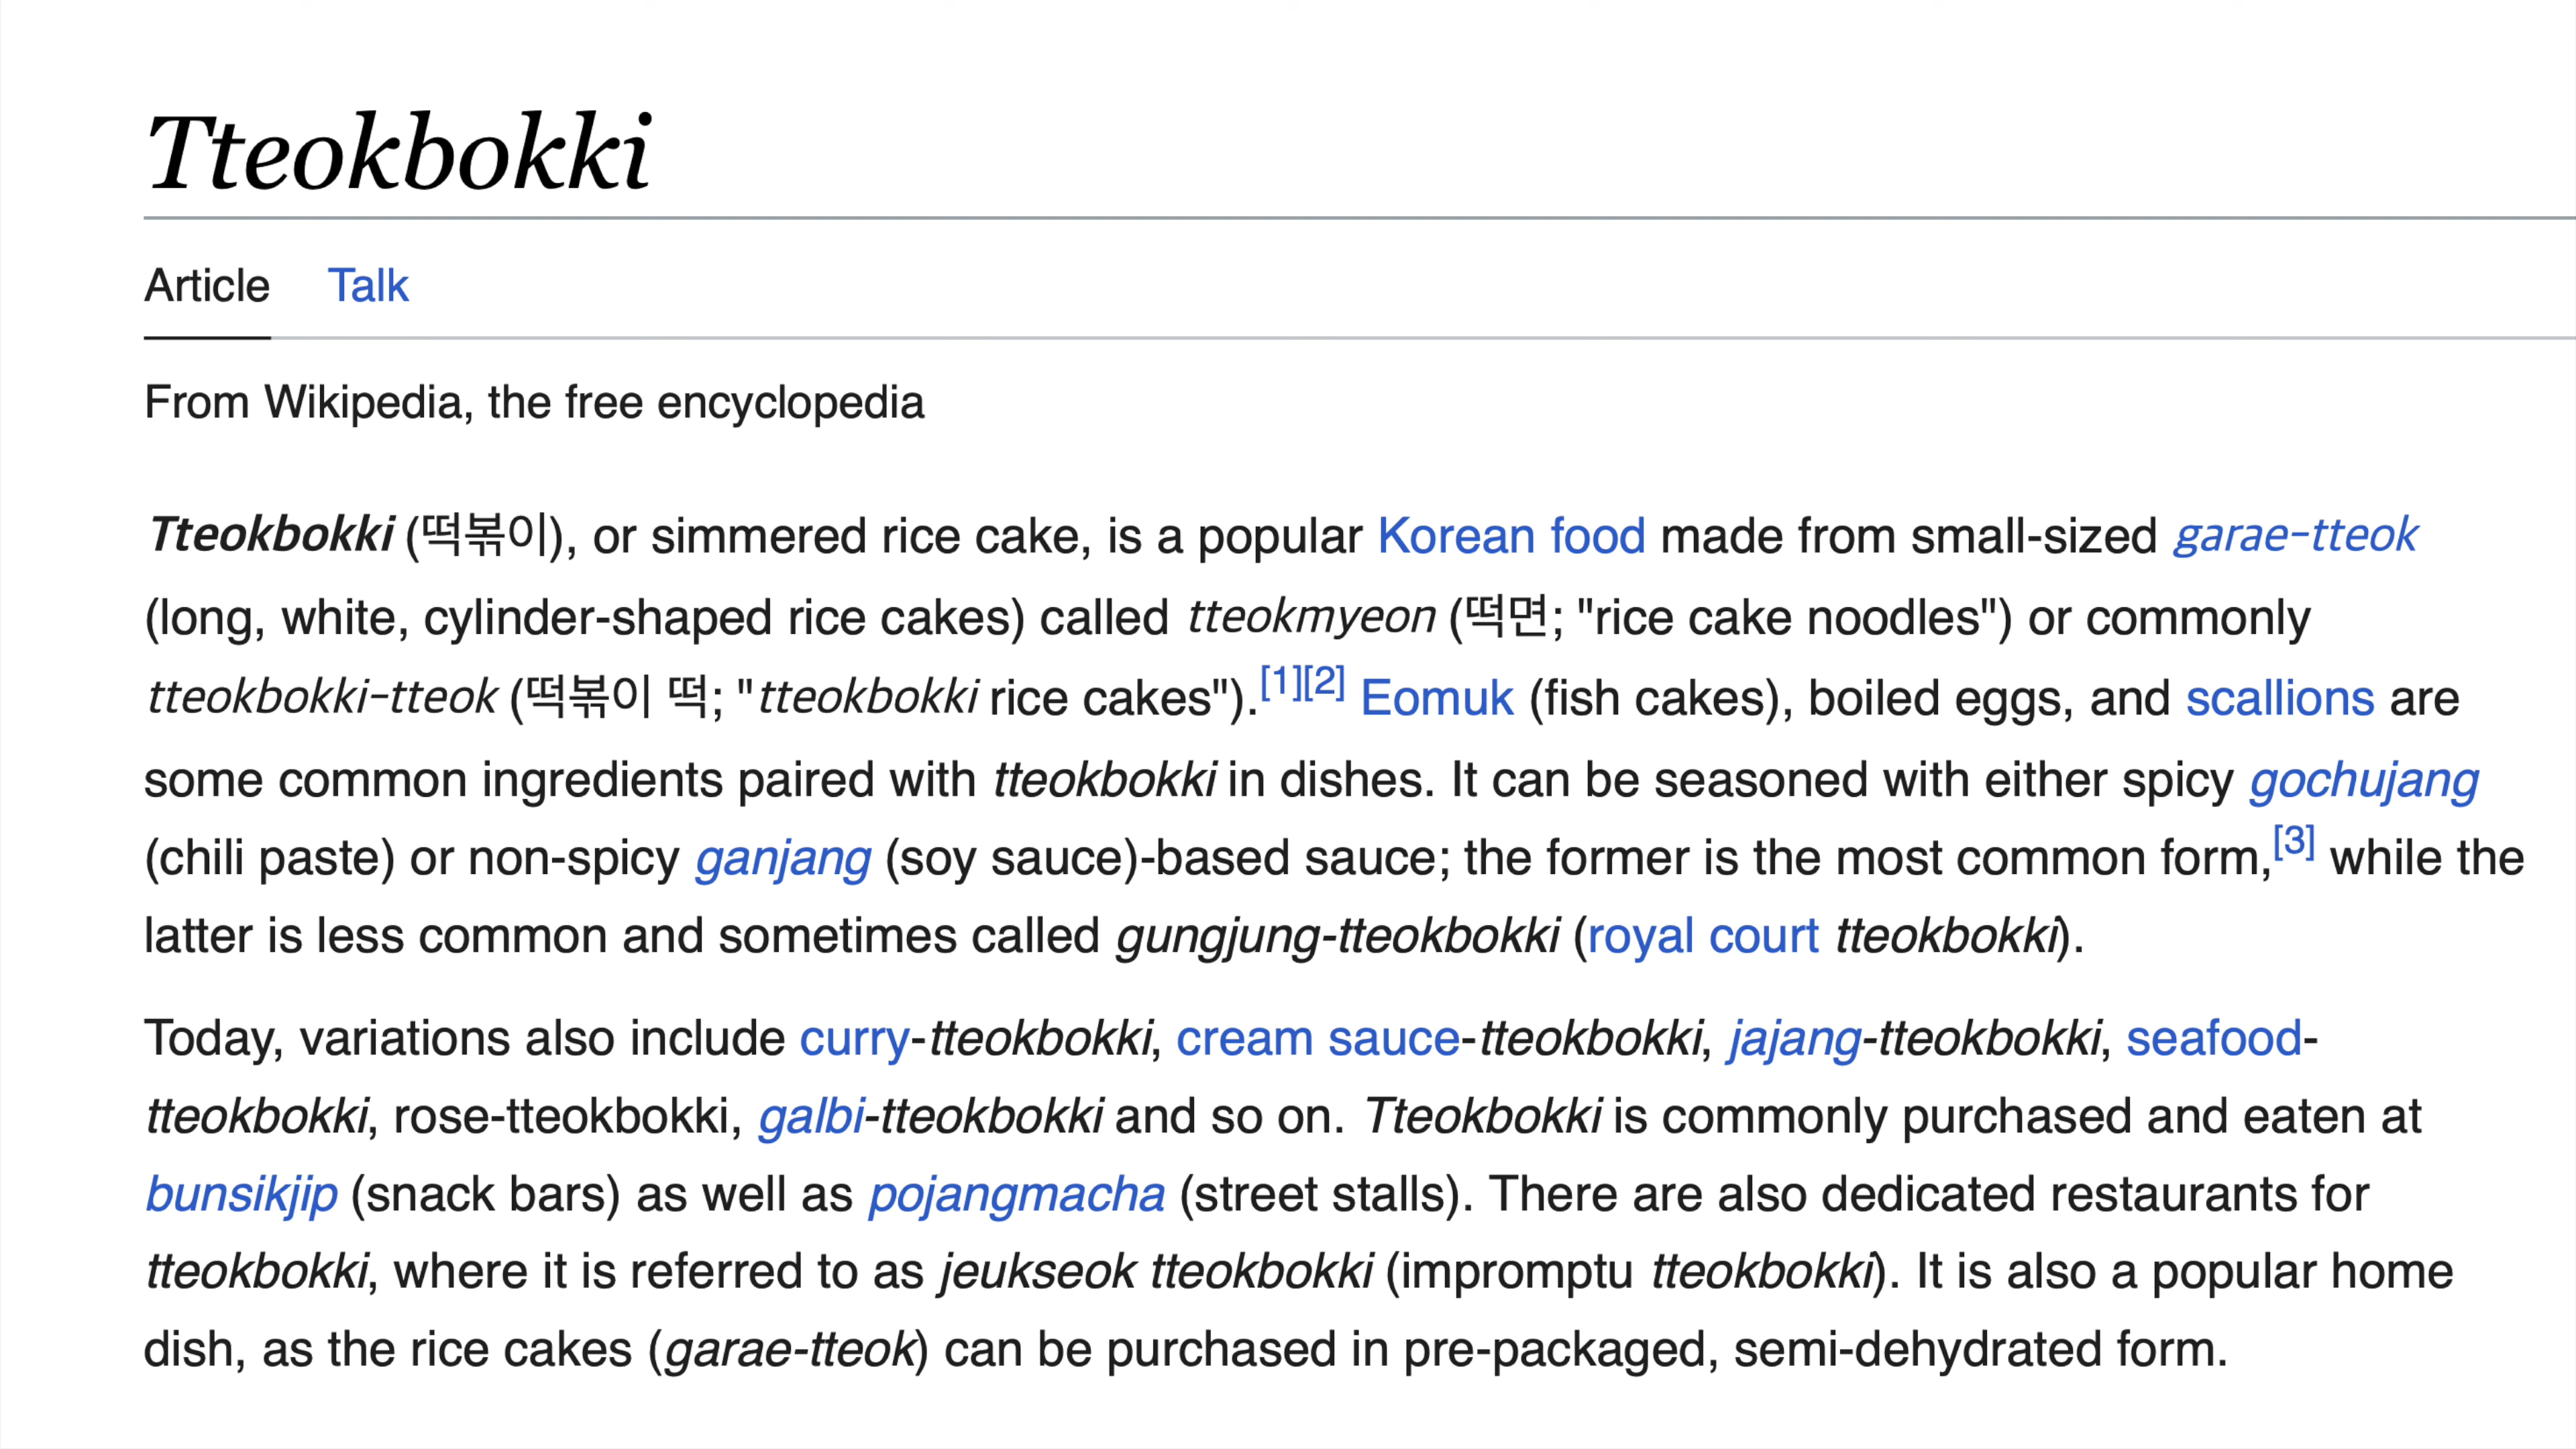 Tteokbokki
Article Talk
From Wikipedia, the free encyclopedia
Tteokbokki (떡볶이), or simmered rice cake, is a popular Korean food made from small-sized garae-tteok
(long, white, cylinder-shaped rice cakes) called tteokmyeon (떡면; "rice cake noodles") or commonly
tteokbokki-tteok (떡볶이 떡; "tteokbokki rice cakes").[1][2] Eomuk (fish cakes), boiled eggs, and scallions are
some common ingredients paired with tteokbokki in dishes. It can be seasoned with either spicy gochujang
(chili paste) or non-spicy ganjang (soy sauce)-based sauce; the former is the most common form,[3] while the
latter is less common and sometimes called gungjung-tteokbokki (royal court tteokbokki).
Today, variations also include curry-tteokbokki, cream sauce-tteokbokki, jajang-tteokbokki, seafood-
tteokbokki, rose-tteokbokki, galbi-tteokbokki and so on. Tteokbokki is commonly purchased and eaten at
bunsikjip (snack bars) as well as pojangmacha (street stalls). There are also dedicated restaurants for
tteokbokki, where it is referred to as jeukseok tteokbokki (impromptu tteokbokki). It is also a popular home
dish, as the rice cakes (garae-tteok) can be purchased in pre-packaged, semi-dehydrated form.